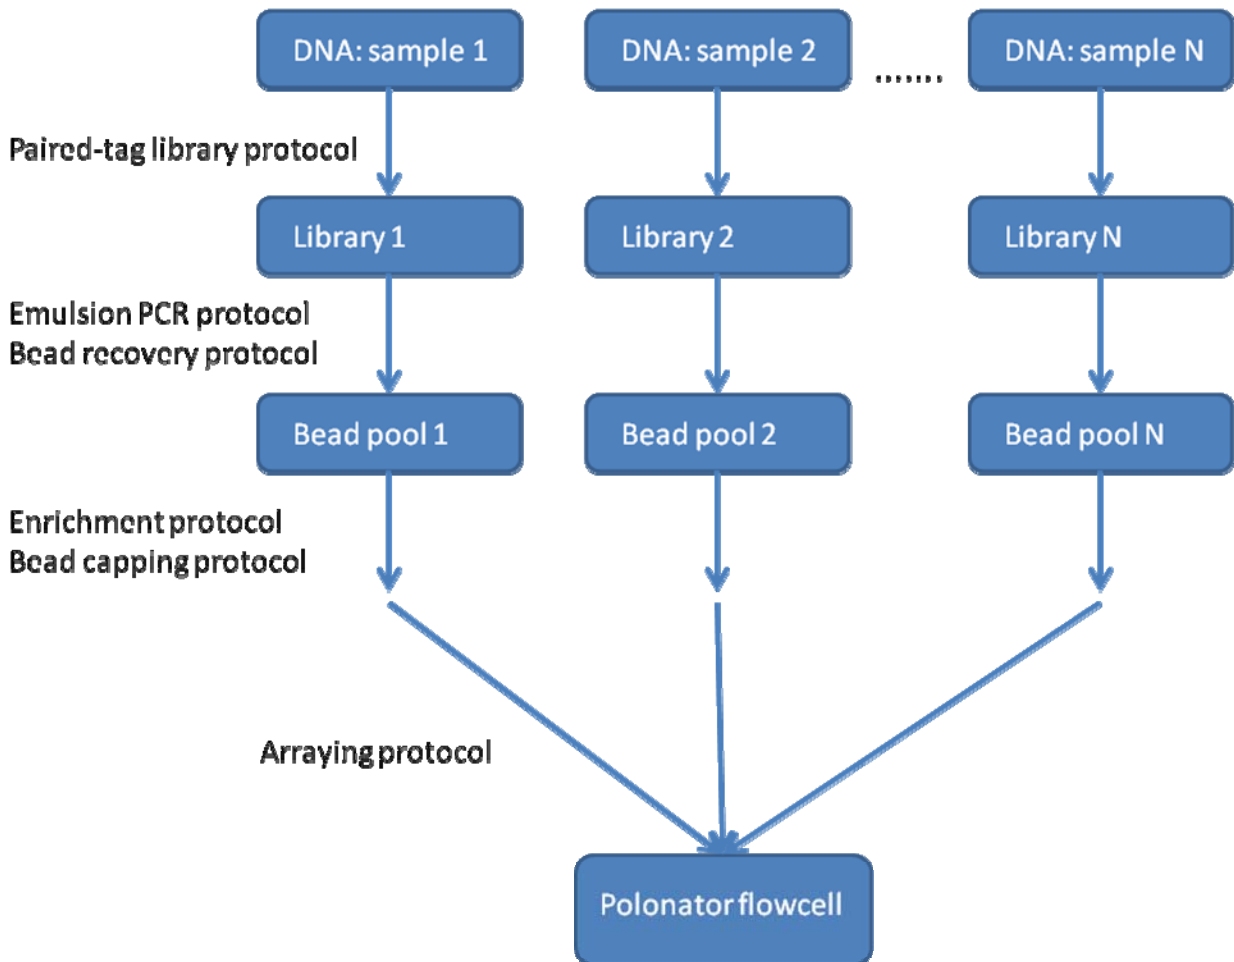 DNA: sample 1
DNA: sample 2
.......
DNA: sample N
Paired-tag library protocol
Library 1
Library 2
Library N
Emulsion PCR protocol
Bead recovery protocol
Bead pool 1
Bead pool 2
Bead pool N
Enrichment protocol
Bead capping protocol
Arraying protocol
Polonator flowcell